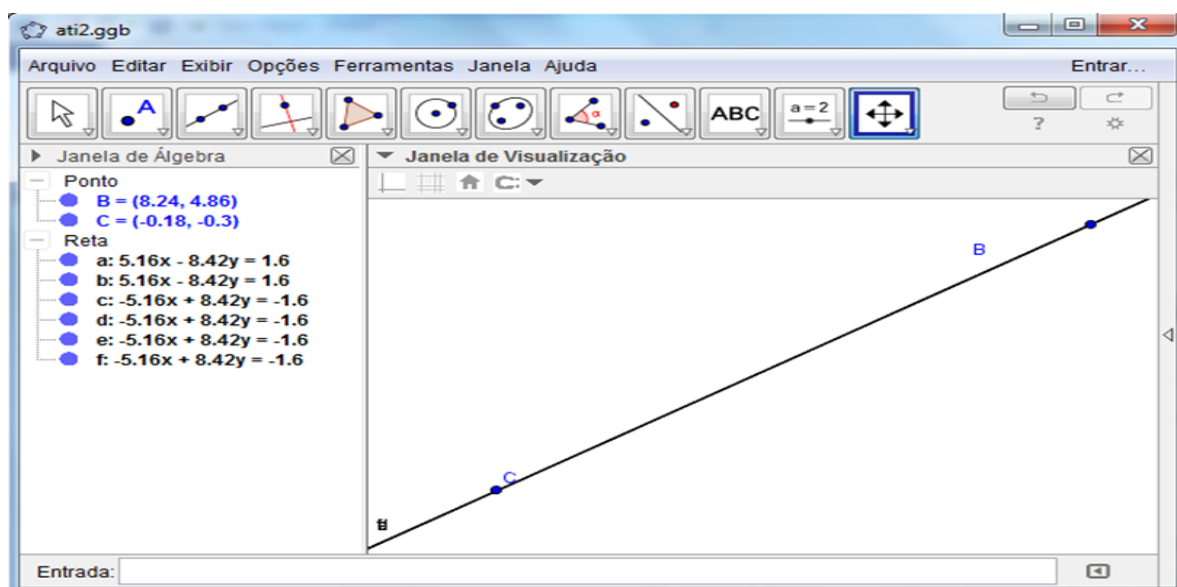 ati2.ggb
Arquivo Editar Exibir Opções Ferramentas Janela Ajuda Entrar...
A
α
ABC
a=2
?
Janela de Álgebra
Ponto
B = (8.24, 4.86)
C = (-0.18, -0.3)
Reta
a: 5.16x - 8.42y = 1.6
b: 5.16x - 8.42y = 1.6
c: -5.16x + 8.42y = -1.6
d: -5.16x + 8.42y = -1.6
e: -5.16x + 8.42y = -1.6
f: -5.16x + 8.42y = -1.6
Janela de Visualização
B
C
Entrada: